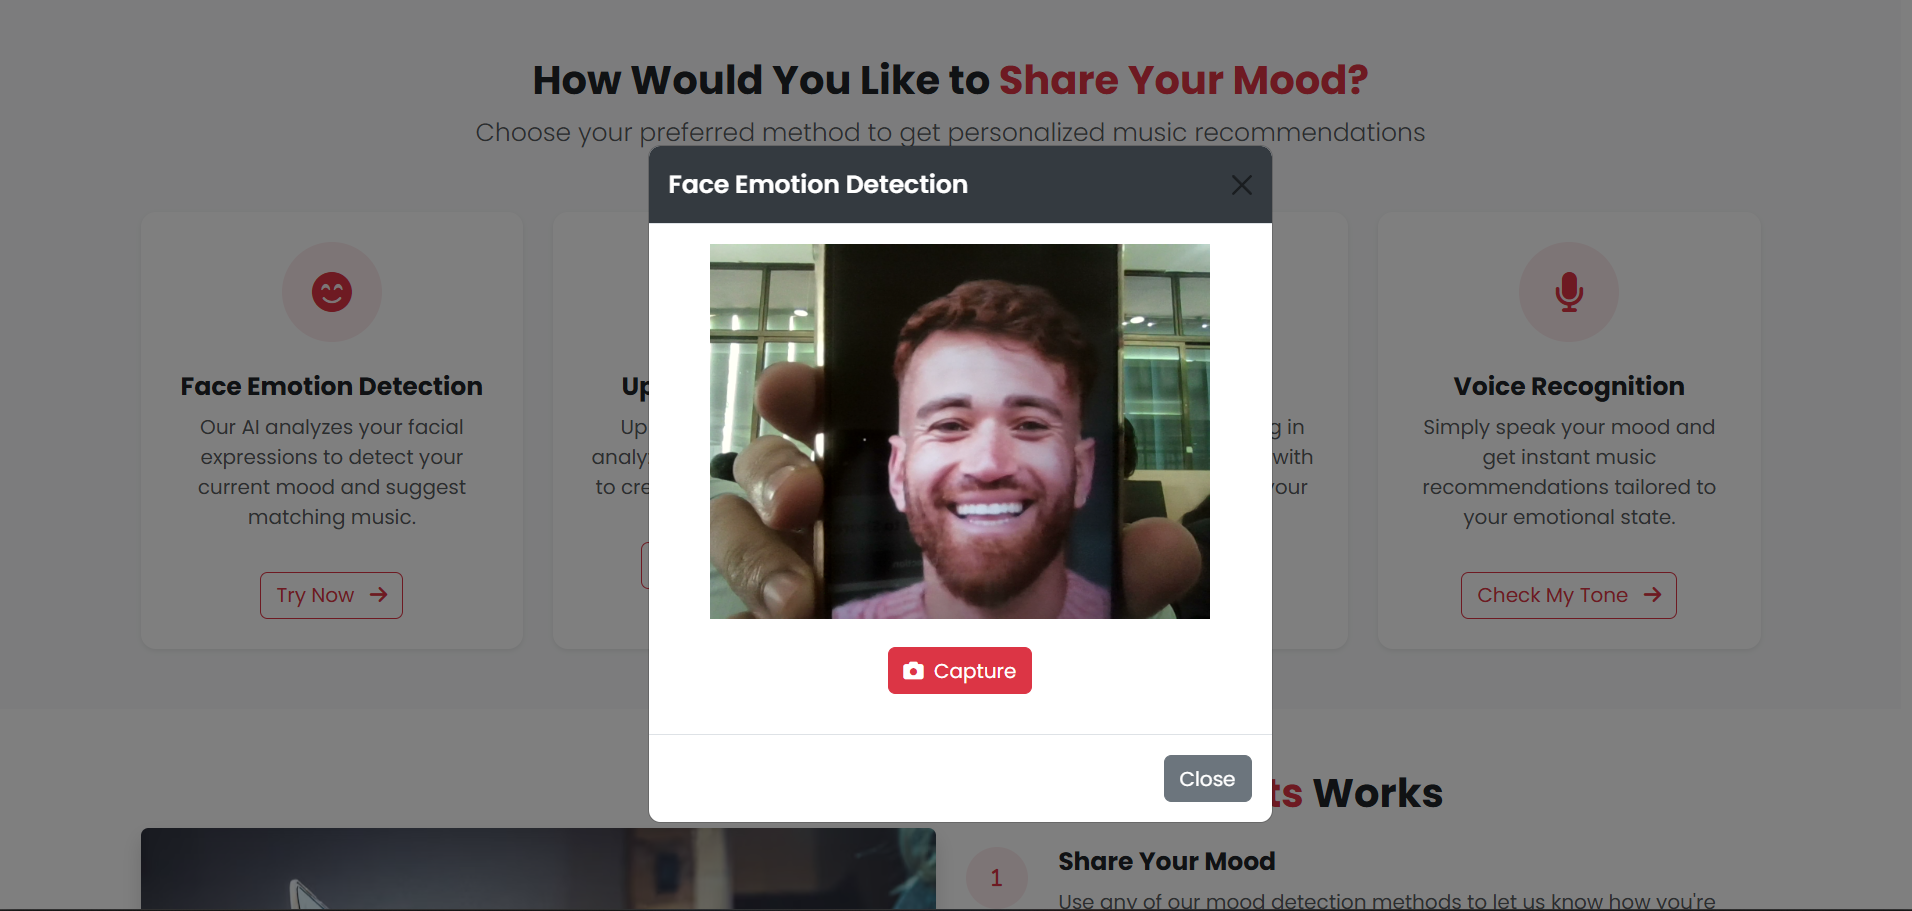 How Would You Like to Share Your Mood?
Choose your preferred method to get personalized music recommendations
Face Emotion Detection
Face Emotion Detection
Our AI analyzes your facial
expressions to detect your
current mood and suggest
matching music.
Try Now
Up
Up
analy
to cre
g in
with
our
Voice Recognition
Simply speak your mood and
get instant music
recommendations tailored to
your emotional state.
Check My Tone
Capture
Close
ts Works
1
Share Your Mood
Use any of our mood detection methods to let us know how you're